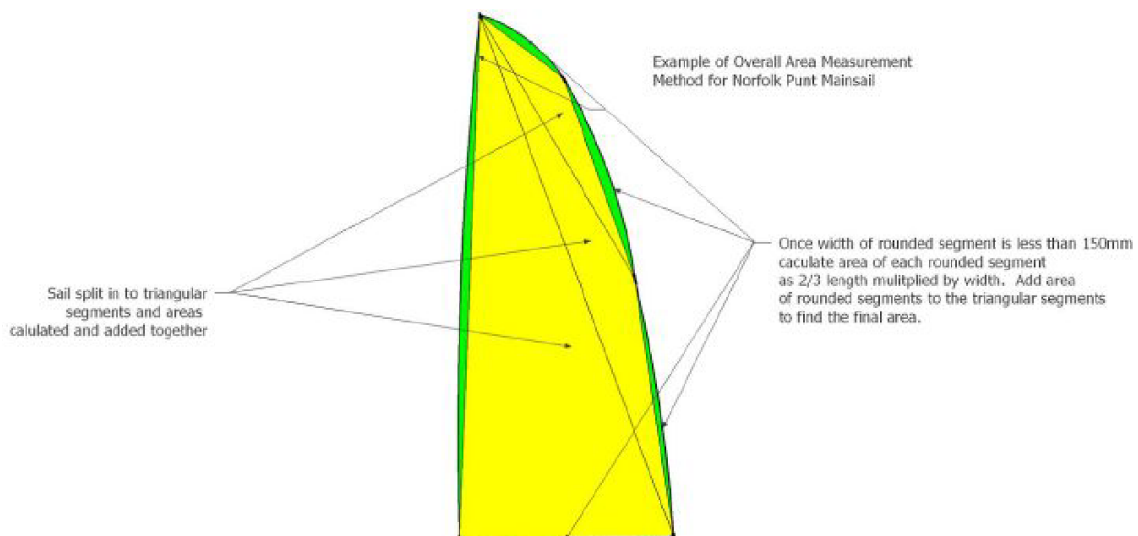 Example of Overall Area Measurement
Method for Norfolk Punt Mainsail
Once width of rounded segment is less than 150mm
caculate area of each rounded segment
as 2/3 length mulitplied by width. Add area
of rounded segments to the triangular segments
to find the final area.
Sail split in to triangular
segments and areas
calulated and added together